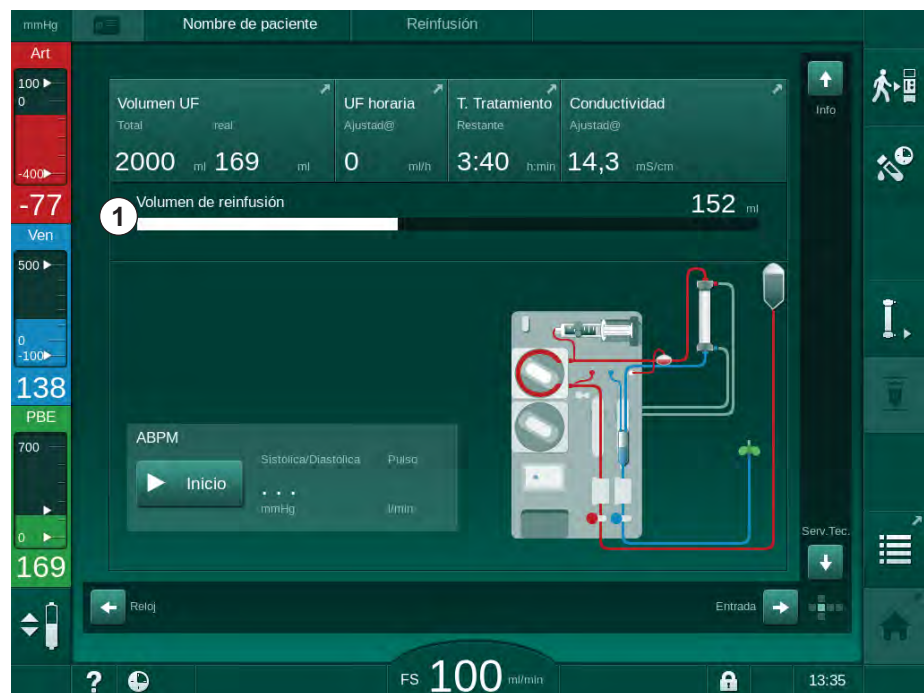 mmHg
Nombre de paciente
Reinfusión
Art
100
0
-400
-77
Ven
500
0
-100
138
PBE
700
0
169
Volumen UF
Total real
2000 ml 169 ml
UF horaria
Ajustad@
0 ml/h
T. Tratamiento
Restante
3:40 h:min
Conductividad
Ajustad@
14,3 mS/cm
Info
1
Volumen de reinfusión
152 ml
ABPM
Sistólica/Diastólica Pulso
Inicio
. . .
mmHg l/min
Serv.Tec.
Reloj
Entrada
?
FS 100 ml/min
13:35